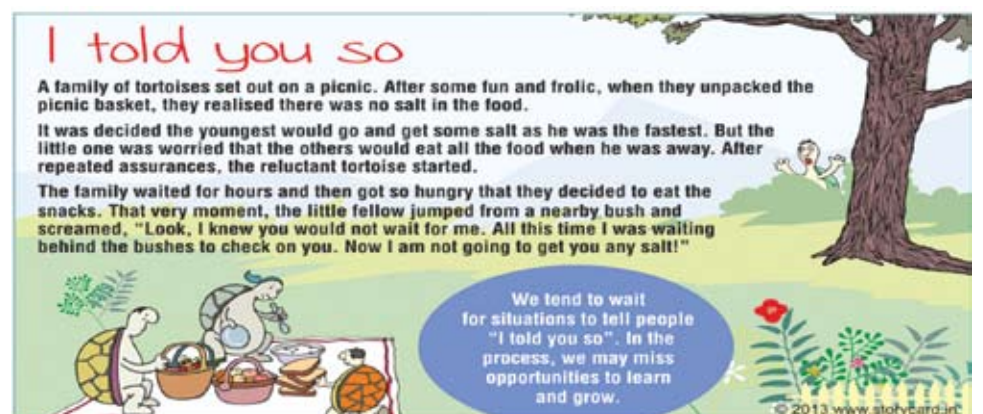 I told you so
A family of tortoises set out on a picnic. After some fun and frolic, when they unpacked the
picnic basket, they realised there was no salt in the food.
It was decided the youngest would go and get some salt as he was the fastest. But the
little one was worried that the others would eat all the food when he was away. After
repeated assurances, the reluctant tortoise started.
The family waited for hours and then got so hungry that they decided to eat the
snacks. That very moment, the little fellow jumped from a nearby bush and
screamed, “Look, I knew you would not wait for me. All this time I was waiting
behind the bushes to check on you. Now I am not going to get you any salt!”
We tend to wait
for situations to tell people
“I told you so”. In the
process, we may miss
opportunities to learn
and grow.
© 2013 www.storycard.in